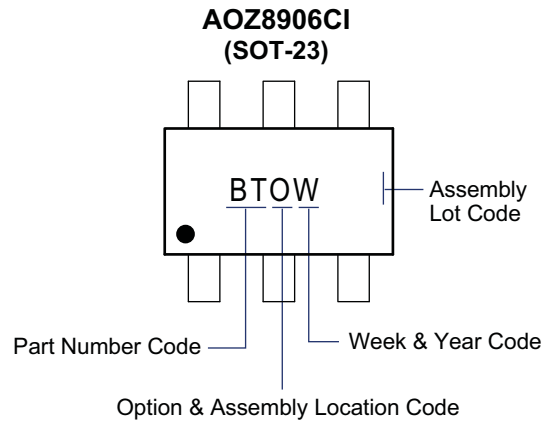 AOZ8906CI
(SOT-23)
BTOW
Assembly
Lot Code
Part Number Code
Week & Year Code
Option & Assembly Location Code